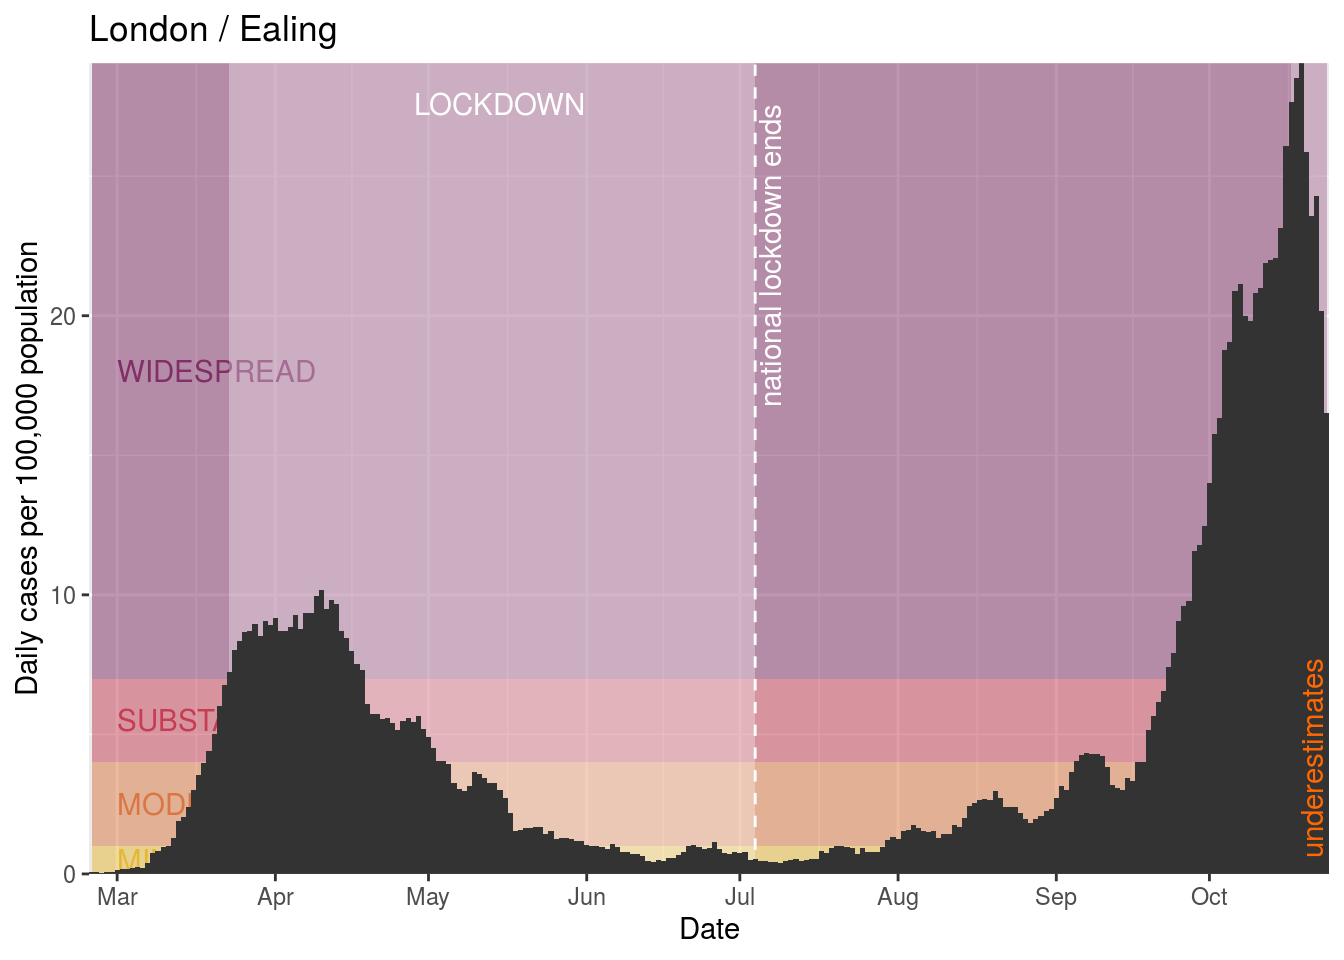 London / Ealing
LOCKDOWN
national lockdown ends
WIDESPREAD
Daily cases per 100,000 population
20
10
0
underestimates
Mar
Apr
May
Jun
Jul
Aug
Sep
Oct
Date